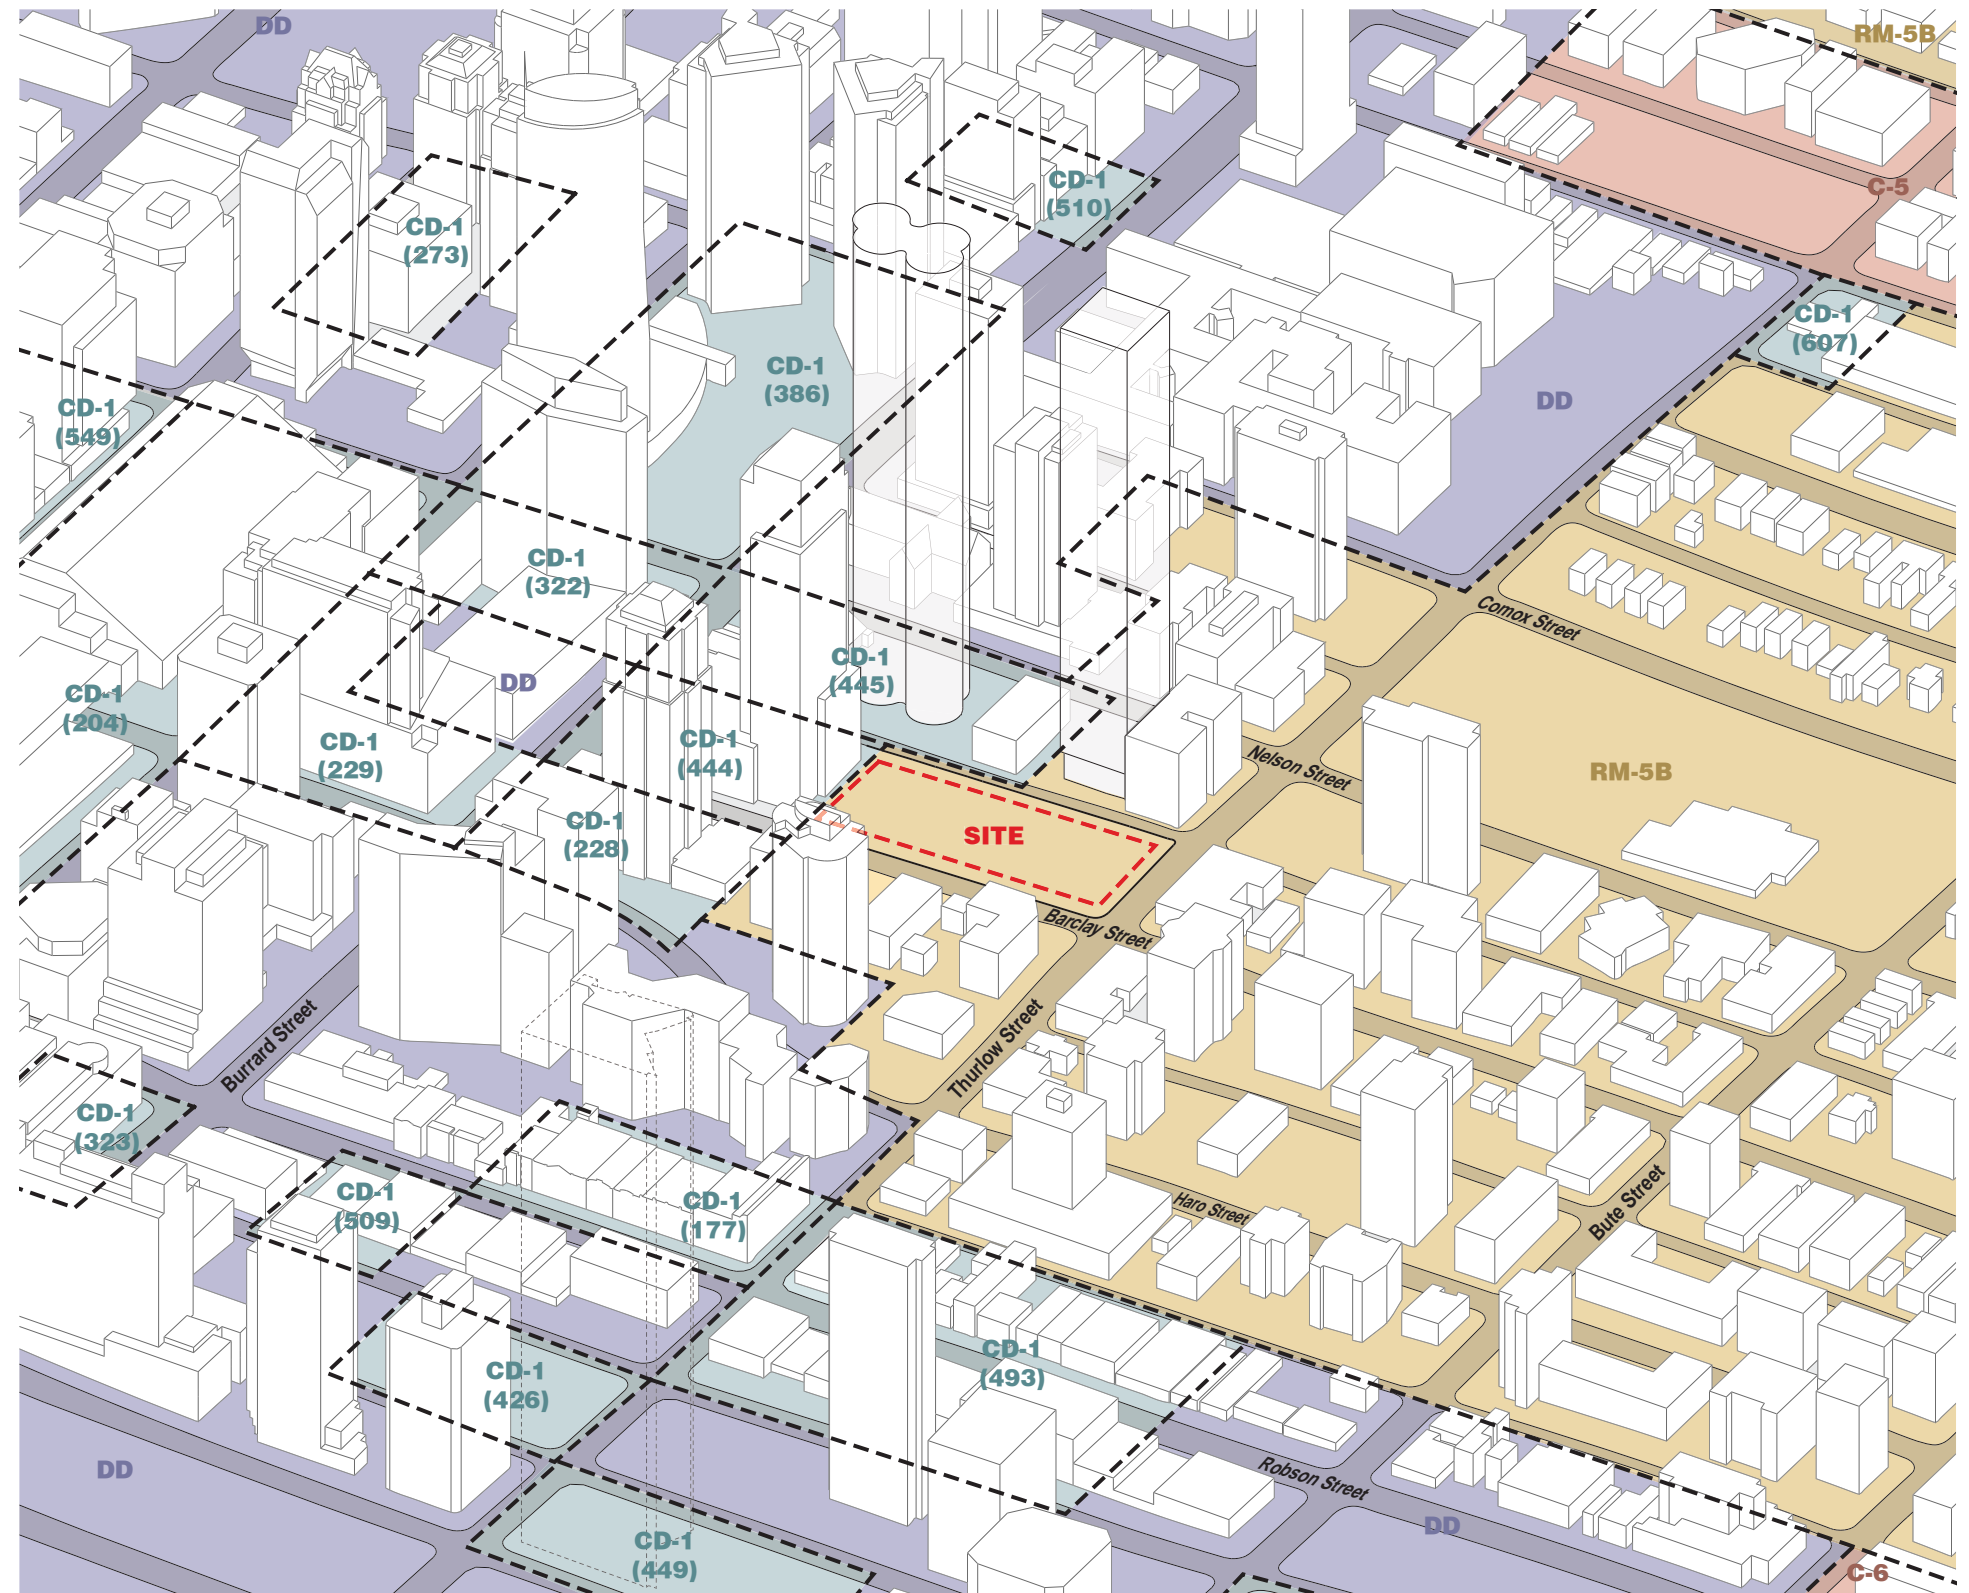 DD
RM-5B
CD-1
(510)
C-5
CD-1
(273)
CD-1
(607)
CD-1
(386)
DD
CD-1
(549)
CD-1
(322)
Comox Street
CD-1
(445)
DD
CD-1
(204)
CD-1
(229)
CD-1
(444)
Nelson Street
RM-5B
CD-1
(228)
SITE
Barclay Street
Burrard Street
Thurlow Street
CD-1
(323)
CD-1
(509)
CD-1
(177)
Haro Street
Bute Street
CD-1
(493)
CD-1
(426)
DD
Robson Street
DD
CD-1
(449)
C-6